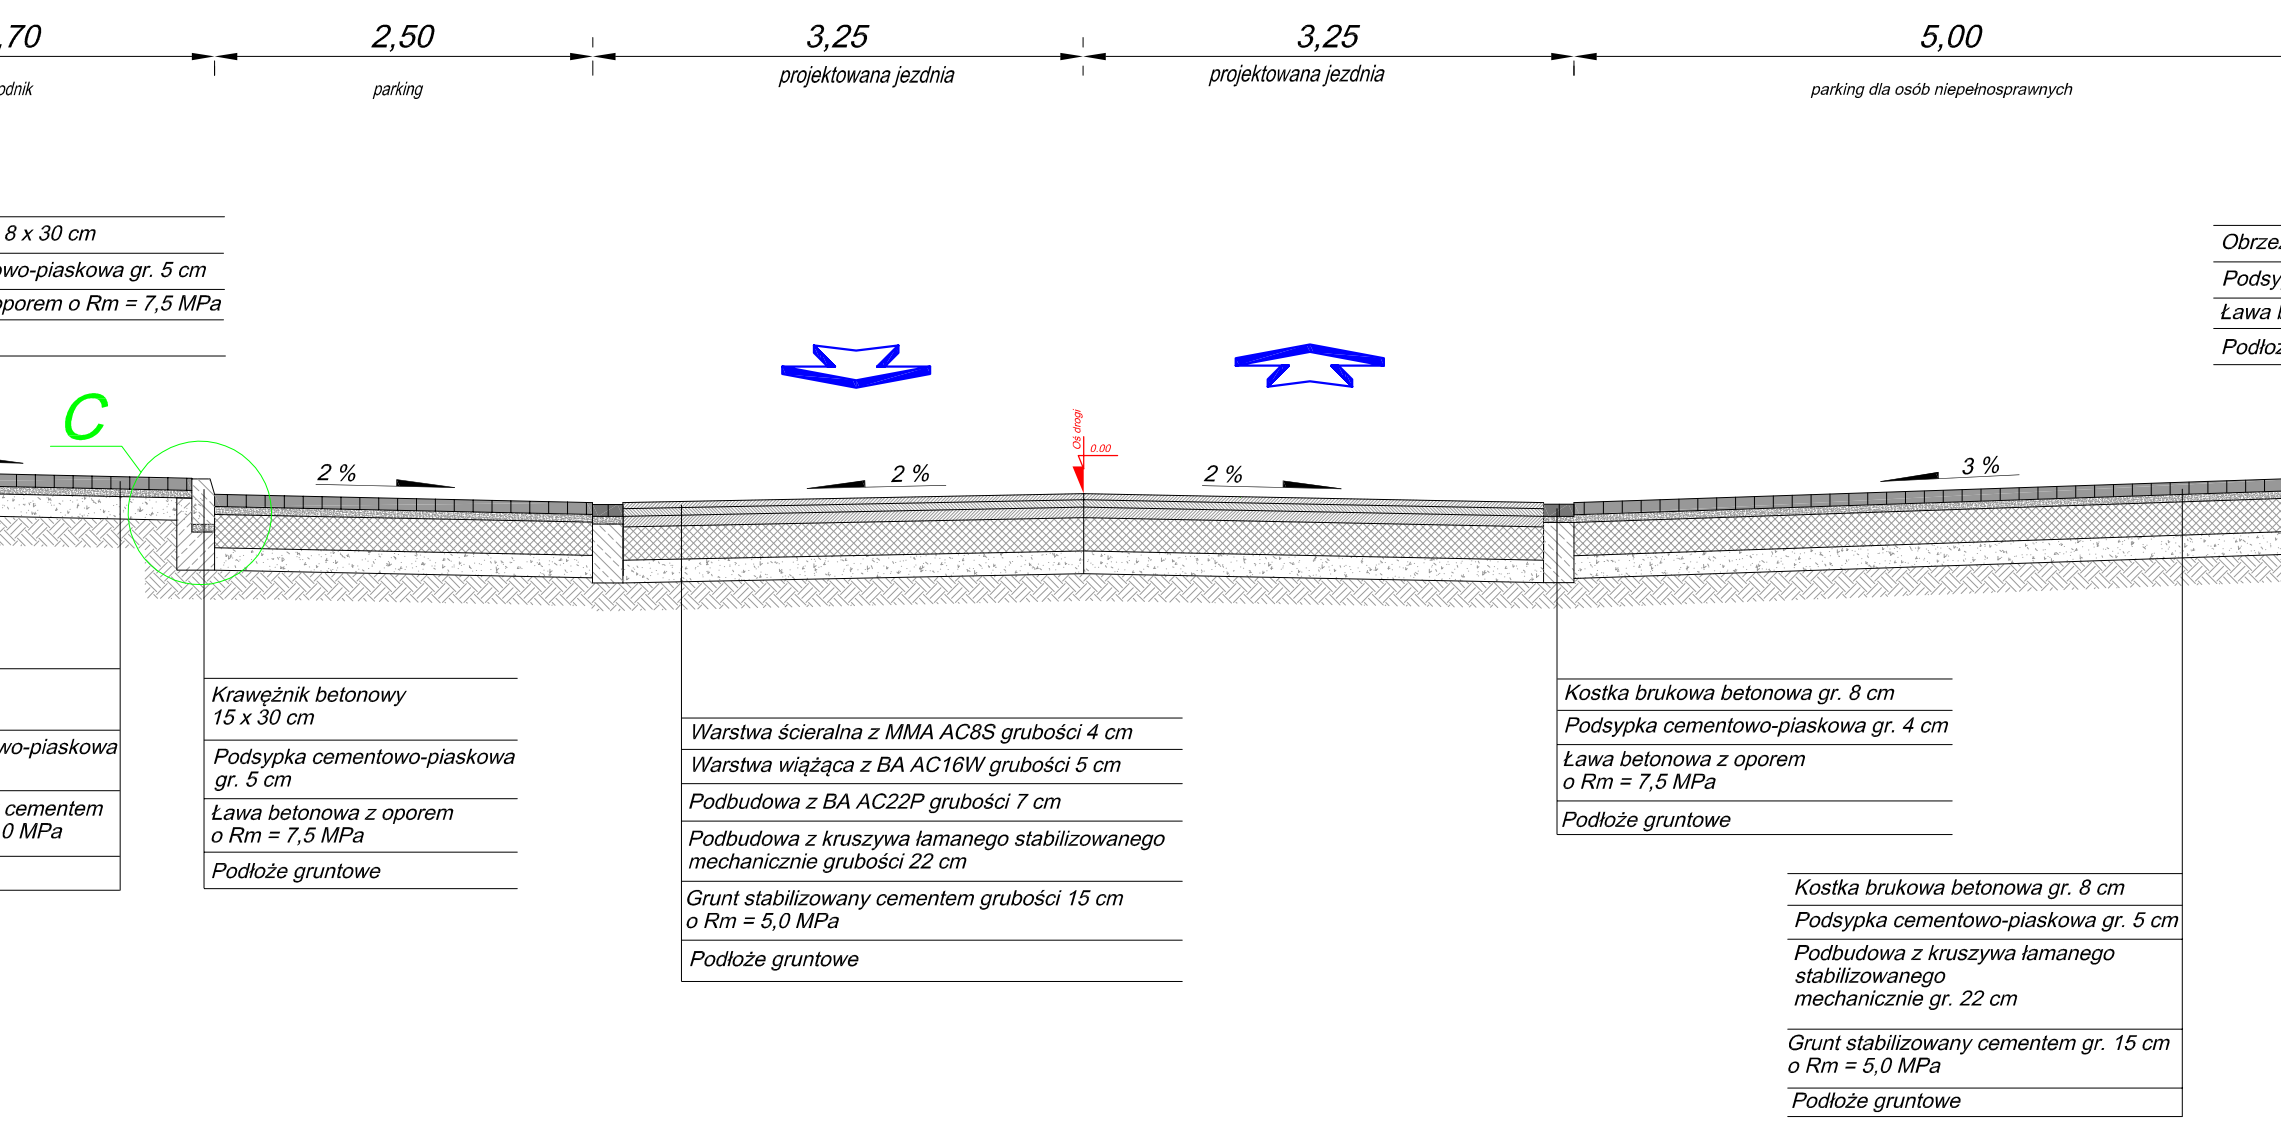 ,70
2,50
3,25
3,25
5,00
odnik
parking
projektowana jezdnia
projektowana jezdnia
parking dla osób niepełnosprawnych
8 x 30 cm
owo-piaskowa gr. 5 cm
oporem o Rm = 7,5 MPa
Obrze
Podsy
Ława b
Podłoż
C
2 %
2 %
Oś drogi
0.00
2 %
3 %
wo-piaskowa
cementem
0 MPa
Krawężnik betonowy
15 x 30 cm
Podsypka cementowo-piaskowa
gr. 5 cm
Ława betonowa z oporem
o Rm = 7,5 MPa
Podłoże gruntowe
Warstwa ścieralna z MMA AC8S grubości 4 cm
Warstwa wiążąca z BA AC16W grubości 5 cm
Podbudowa z BA AC22P grubości 7 cm
Podbudowa z kruszywa łamanego stabilizowanego
mechanicznie grubości 22 cm
Grunt stabilizowany cementem grubości 15 cm
o Rm = 5,0 MPa
Podłoże gruntowe
Kostka brukowa betonowa gr. 8 cm
Podsypka cementowo-piaskowa gr. 4 cm
Ława betonowa z oporem
o Rm = 7,5 MPa
Podłoże gruntowe
Kostka brukowa betonowa gr. 8 cm
Podsypka cementowo-piaskowa gr. 5 cm
Podbudowa z kruszywa łamanego
stabilizowanego
mechanicznie gr. 22 cm
Grunt stabilizowany cementem gr. 15 cm
o Rm = 5,0 MPa
Podłoże gruntowe